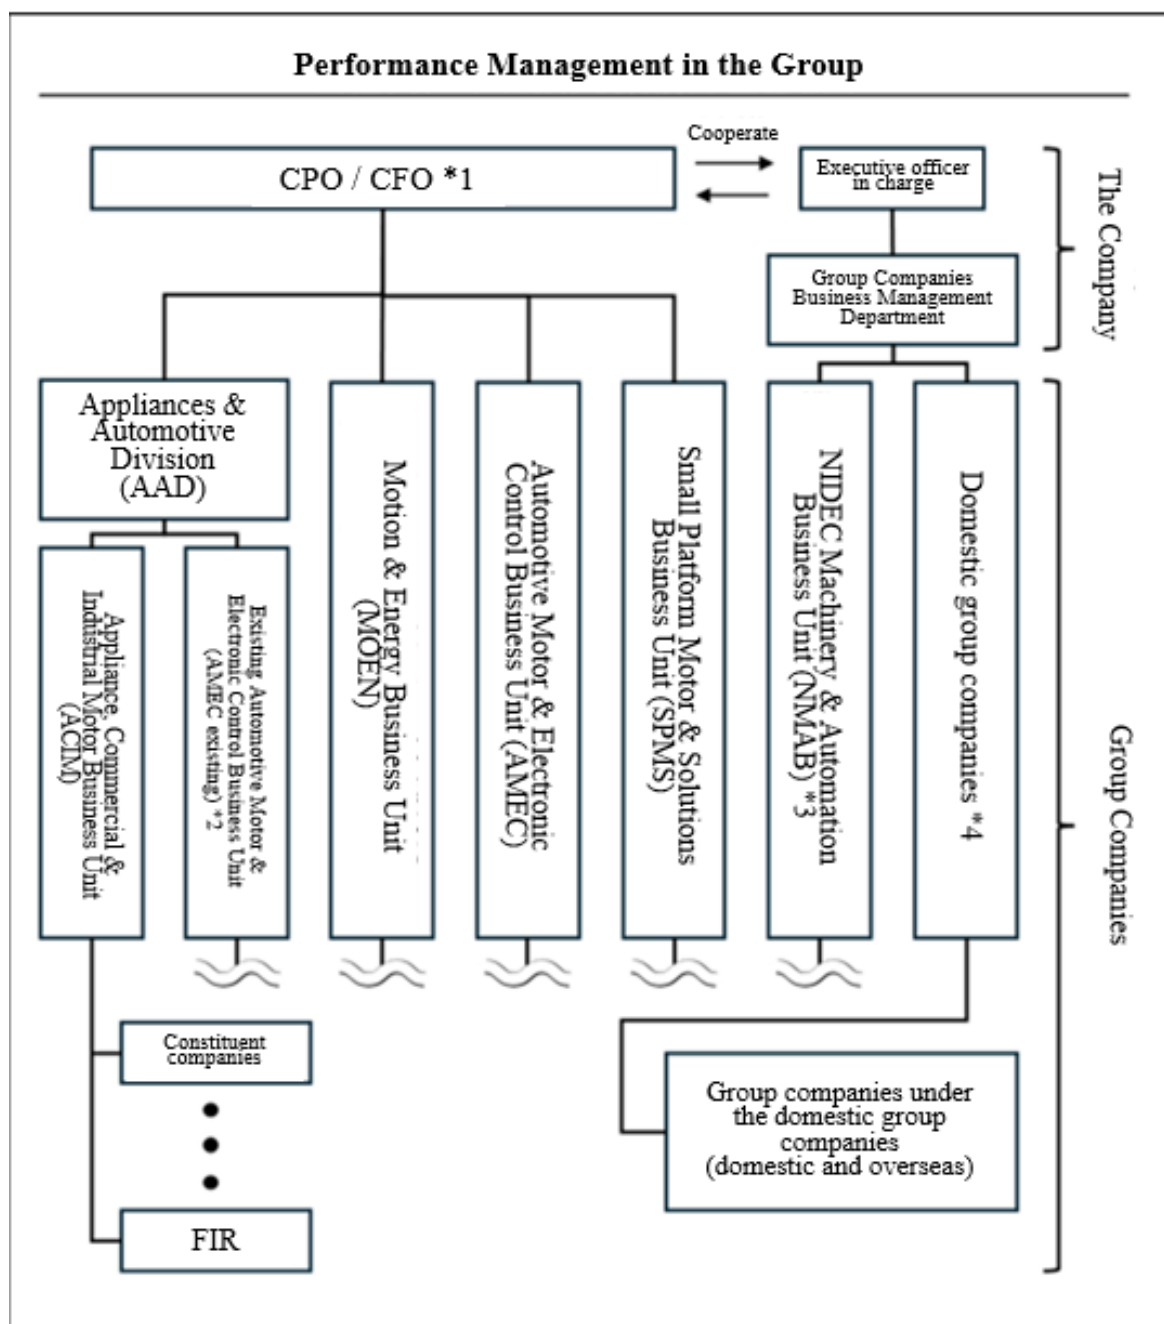 Performance Management in the Group
Cooperate
CPO / CFO *1
Executive officer
in charge
The Company
Group Companies
Business Management
Department
Appliances &
Automotive
Division
(AAD)
Appliance, Commercial &
Industrial Motor Business Unit
(ACIM)
Existing Automotive Motor &
Electronic Control Business Unit
(AMEC existing) *2
Motion & Energy Business Unit
(MOEN)
Automotive Motor & Electronic
Control Business Unit (AMEC)
Small Platform Motor & Solutions
Business Unit (SPMS)
NIDEC Machinery & Automation
Business Unit (NMAB) *3
Domestic group companies *4
Group Companies
Constituent
companies
Group companies under
the domestic group
companies
(domestic and overseas)
FIR